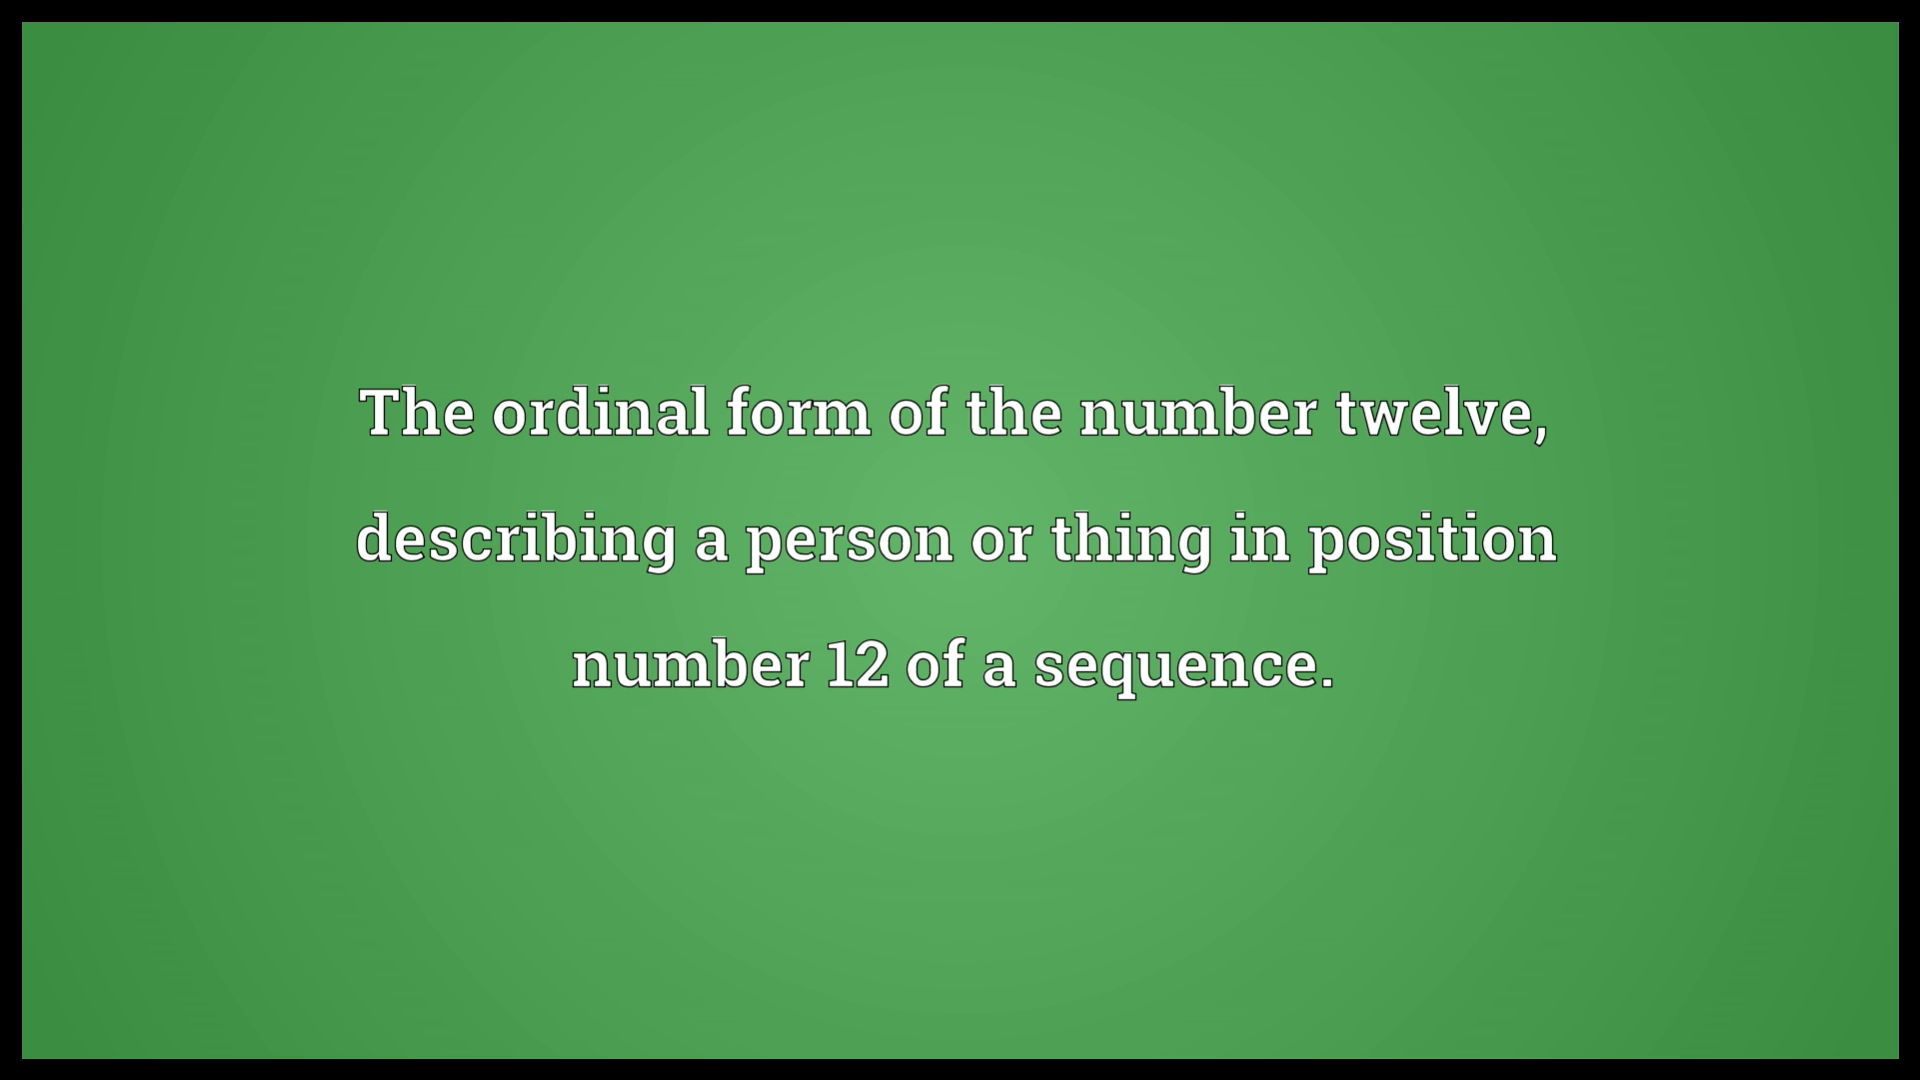 The ordinal form of the number twelve,
describing a person or thing in position
number 12 of a sequence.